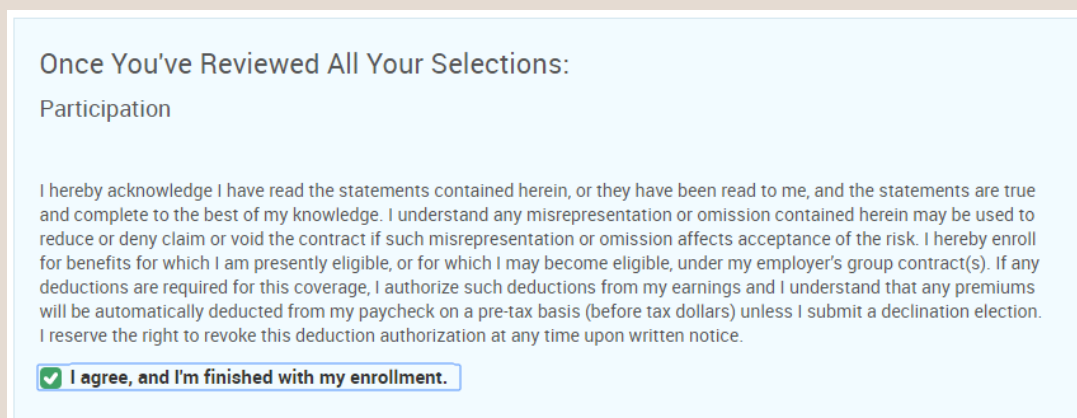 Once You've Reviewed All Your Selections:
Participation
I hereby acknowledge I have read the statements contained herein, or they have been read to me, and the statements are true
and complete to the best of my knowledge. I understand any misrepresentation or omission contained herein may be used to
reduce or deny claim or void the contract if such misrepresentation or omission affects acceptance of the risk. I hereby enroll
for benefits for which I am presently eligible, or for which I may become eligible, under my employer's group contract(s). If any
deductions are required for this coverage, I authorize such deductions from my earnings and I understand that any premiums
will be automatically deducted from my paycheck on a pre-tax basis (before tax dollars) unless I submit a declination election.
I reserve the right to revoke this deduction authorization at any time upon written notice.
I agree, and I'm finished with my enrollment.